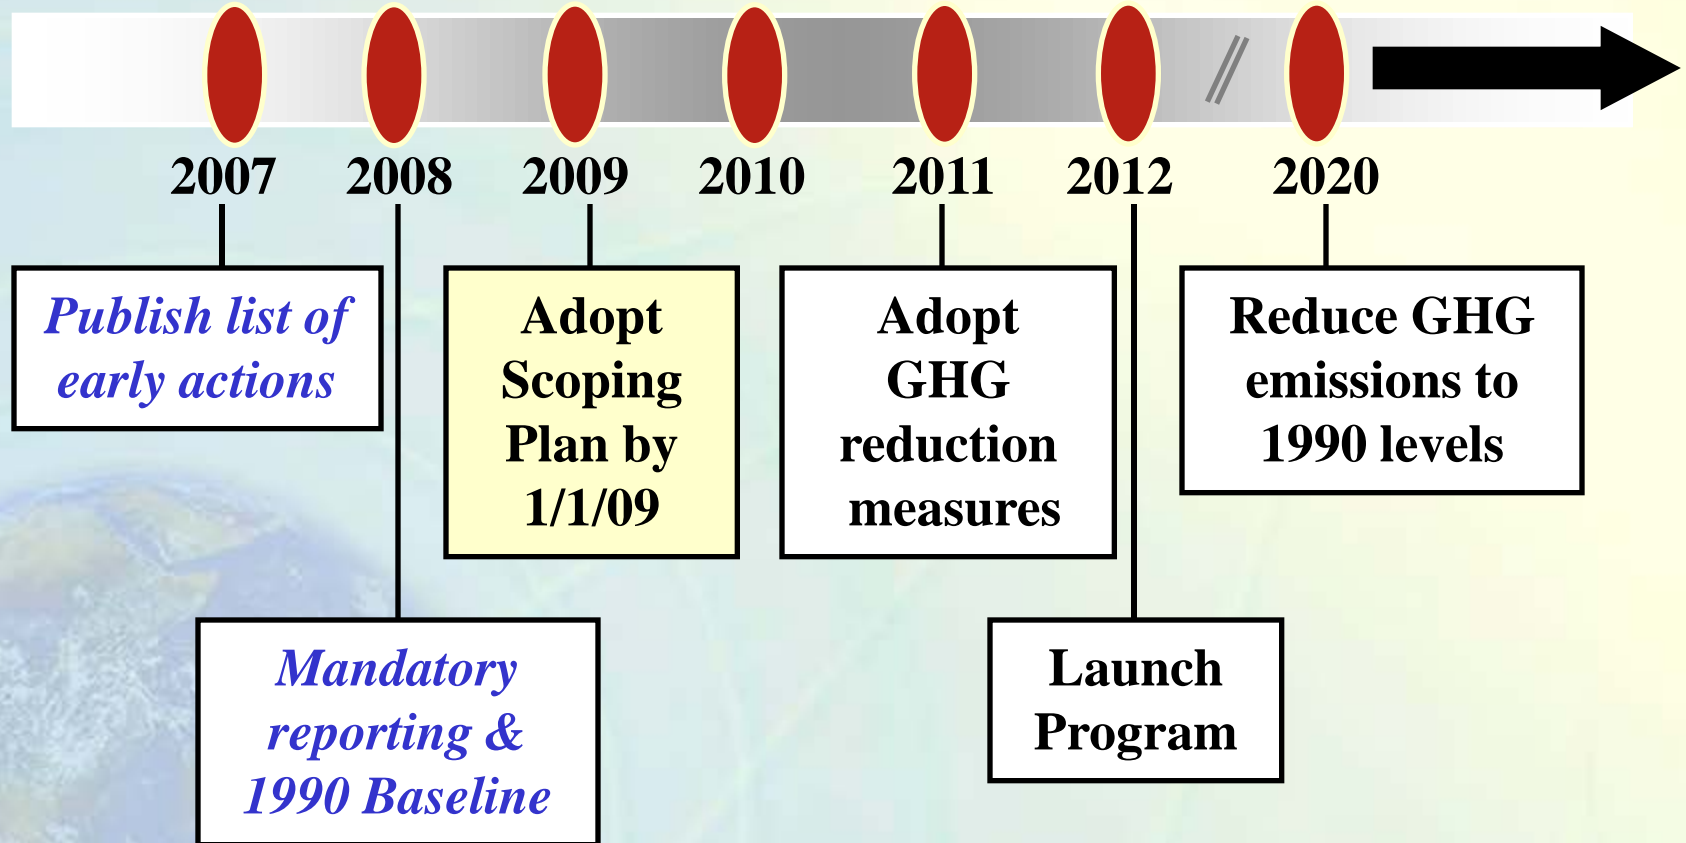 2007 2008 2009 2010 2011 2012 2020
Publish list of
early actions
Adopt
Scoping
Plan by
1/1/09
Adopt
GHG
reduction
measures
Reduce GHG
emissions to
1990 levels
Mandatory
reporting &
1990 Baseline
Launch
Program